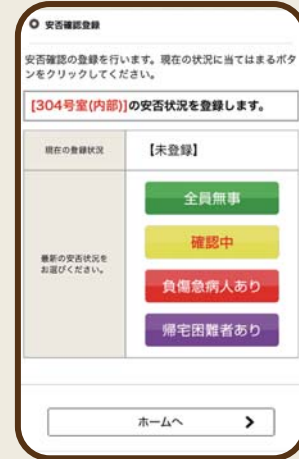 安否確認登録
安否確認の登録を行います。現在の状況に当てはまるボタ
ンをクリックしてください。
[304号室(内部)]の安否状況を登録します。
現在の登録状況
【未登録】
最新の安否状況を
お選びください。
全員無事
確認中
負傷急病人あり
帰宅困難者あり
ホームへ